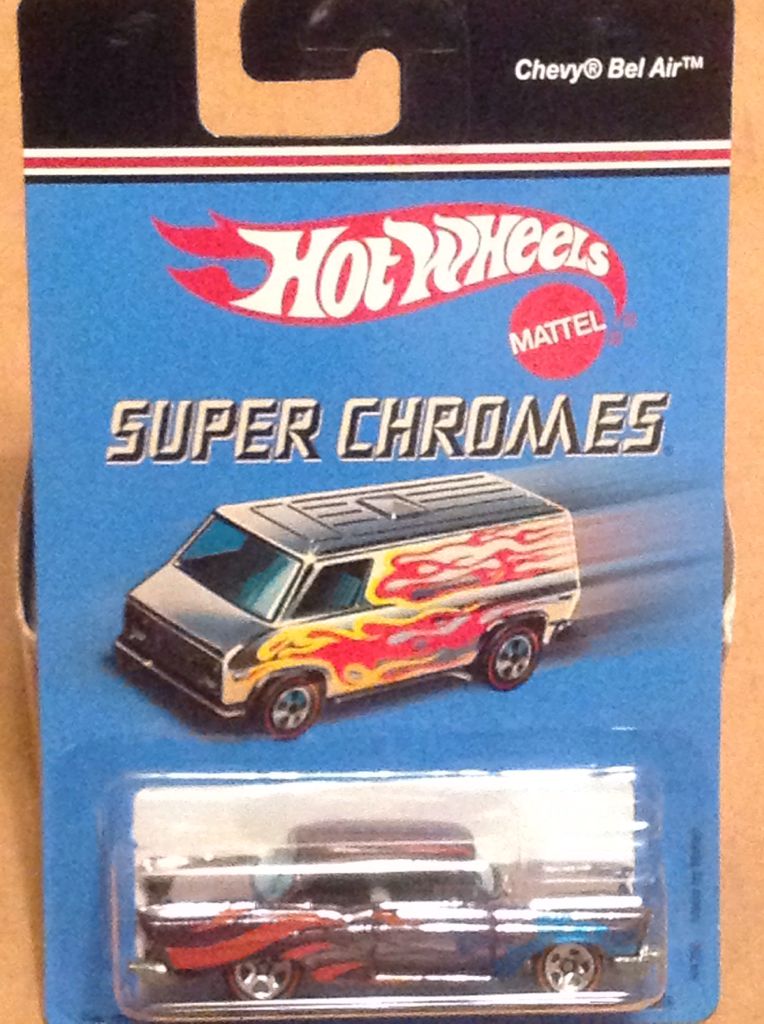 Chevy® Bel Air™
Hot Wheels
MATTEL
SUPER CHROMES